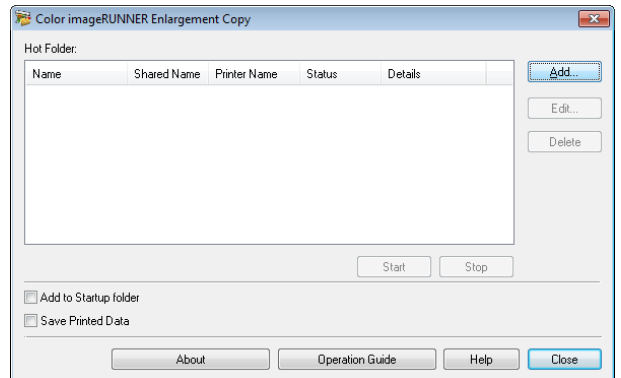 Color imageRUNNER Enlargement Copy
Hot Folder:
Name Shared Name Printer Name Status Details
Add...
Edit...
Delete
Start Stop
Add to Startup folder
Save Printed Data
About Operation Guide Help Close